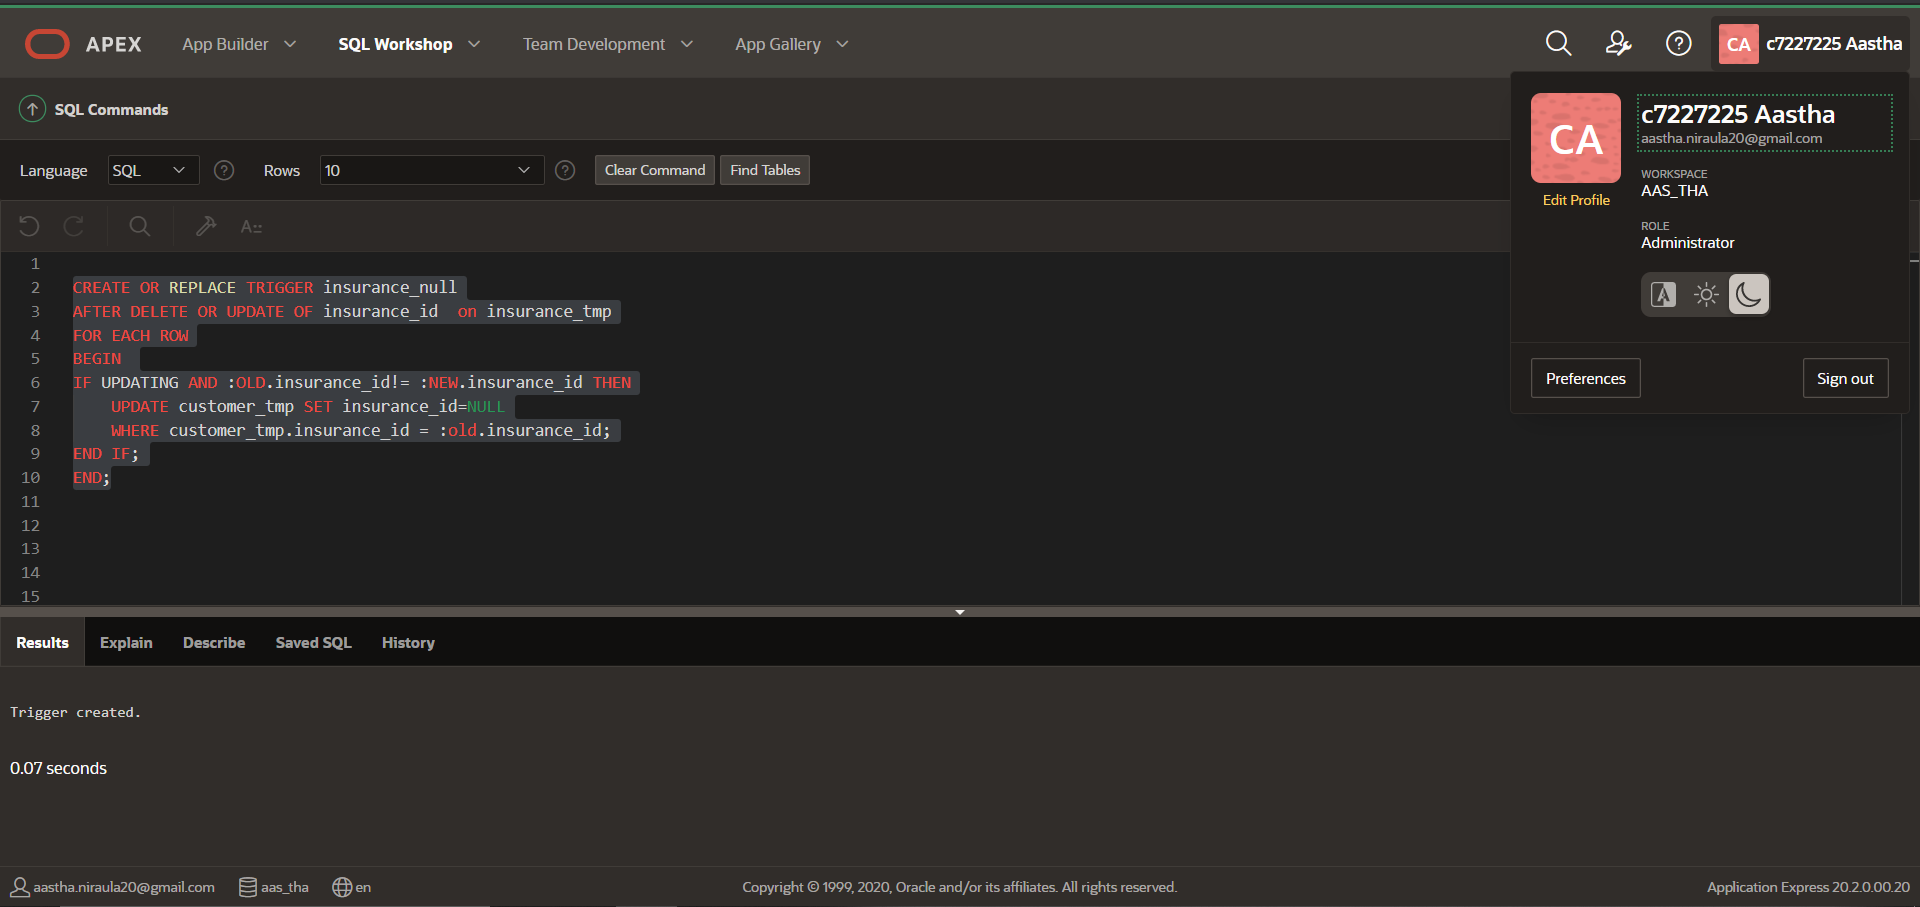 APEX App Builder SQL Workshop Team Development App Gallery CA c7227225 Aastha
SQL Commands
CA
c7227225 Aastha
aastha.niraula20@gmail.com
WORKSPACE
AAS_THA
Edit Profile
ROLE
Administrator
Preferences Sign out
Language SQL ? Rows 10 ? Clear Command Find Tables
1
2 CREATE OR REPLACE TRIGGER insurance_null
3 AFTER DELETE OR UPDATE OF insurance_id  on insurance_tmp
4 FOR EACH ROW
5 BEGIN
6 IF UPDATING AND :OLD.insurance_id!= :NEW.insurance_id THEN
7     UPDATE customer_tmp SET insurance_id=NULL
8     WHERE customer_tmp.insurance_id = :old.insurance_id;
9 END IF;
10 END;
11
12
13
14
15
Results Explain Describe Saved SQL History
Trigger created.
0.07 seconds
aastha.niraula20@gmail.com aas_tha en Copyright © 1999, 2020, Oracle and/or its affiliates. All rights reserved. Application Express 20.2.0.00.20